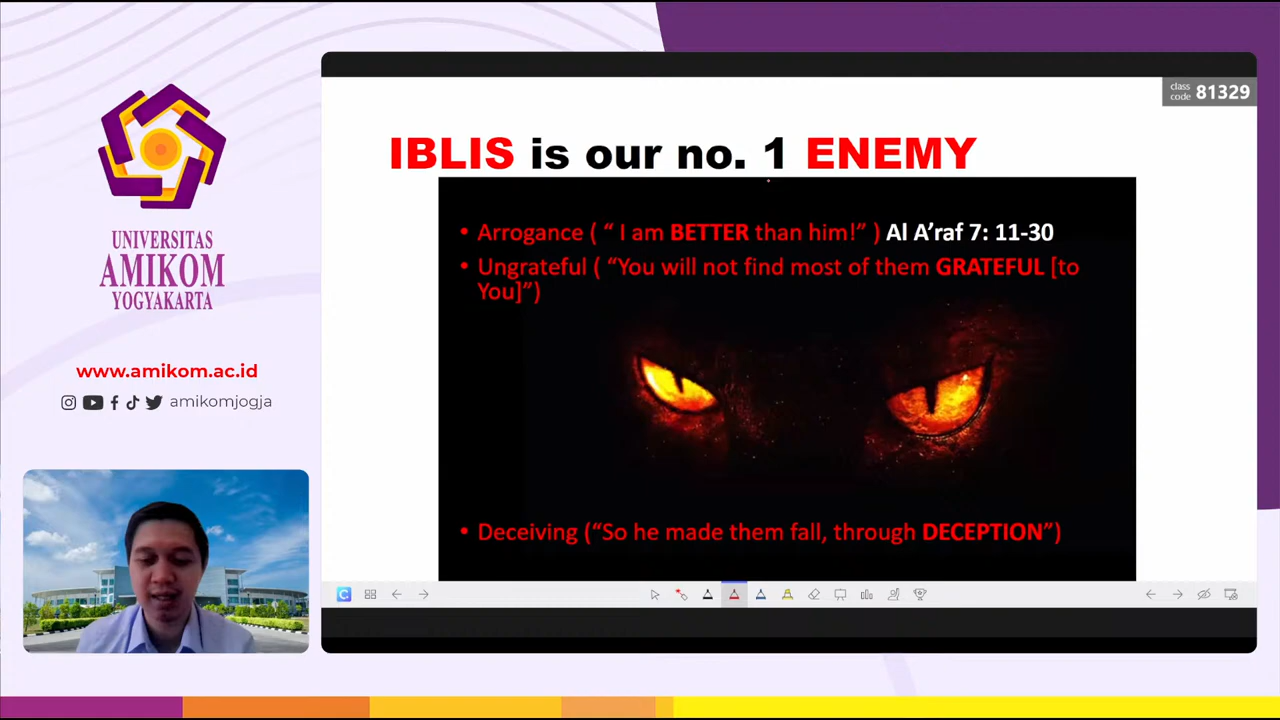 class
code 81329
IBLIS is our no. 1 ENEMY
• Arrogance ( “ I am BETTER than him!” ) Al A’raf 7: 11-30
• Ungrateful ( “You will not find most of them GRATEFUL [to
You]”)
• Deceiving (“So he made them fall, through DECEPTION”)
UNIVERSITAS
AMIKOM
YOGYAKARTA
www.amikom.ac.id
amikomjogja